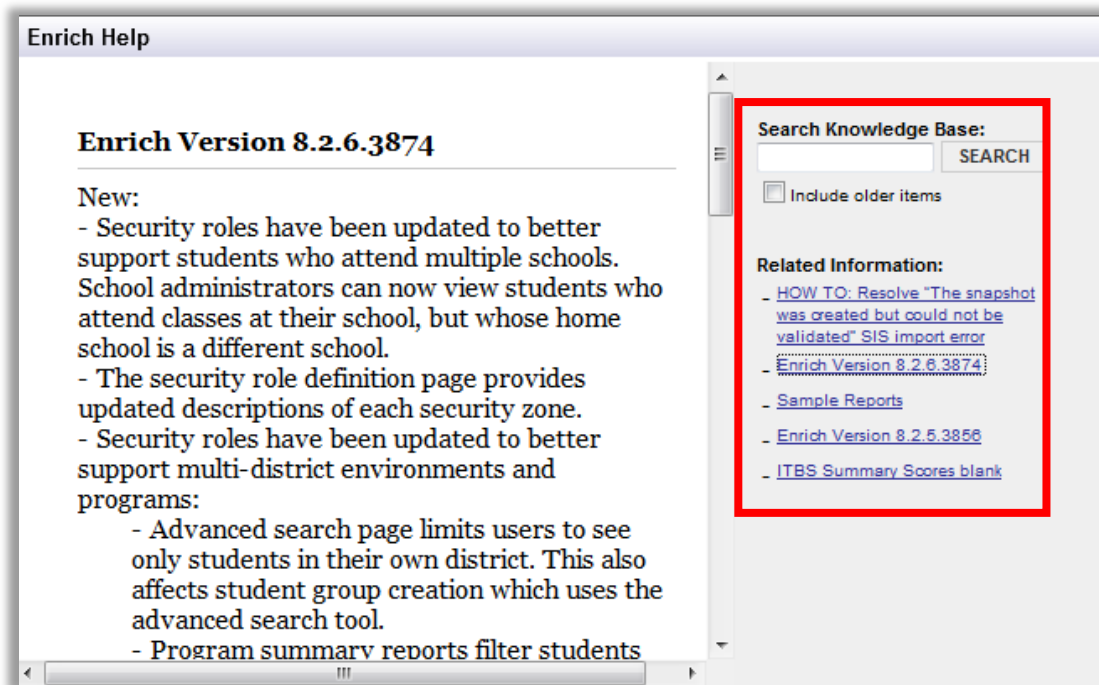 Enrich Help
Enrich Version 8.2.6.3874
New:
- Security roles have been updated to better
support students who attend multiple schools.
School administrators can now view students who
attend classes at their school, but whose home
school is a different school.
- The security role definition page provides
updated descriptions of each security zone.
- Security roles have been updated to better
support multi-district environments and
programs:
- Advanced search page limits users to see
only students in their own district. This also
affects student group creation which uses the
advanced search tool.
- Program summary reports filter students
Search Knowledge Base:
SEARCH
Include older items
Related Information:
- HOW TO: Resolve "The snapshot
was created but could not be
validated" SIS import error
- Enrich Version 8.2.6.3874
- Sample Reports
- Enrich Version 8.2.5.3856
- ITBS Summary Scores blank